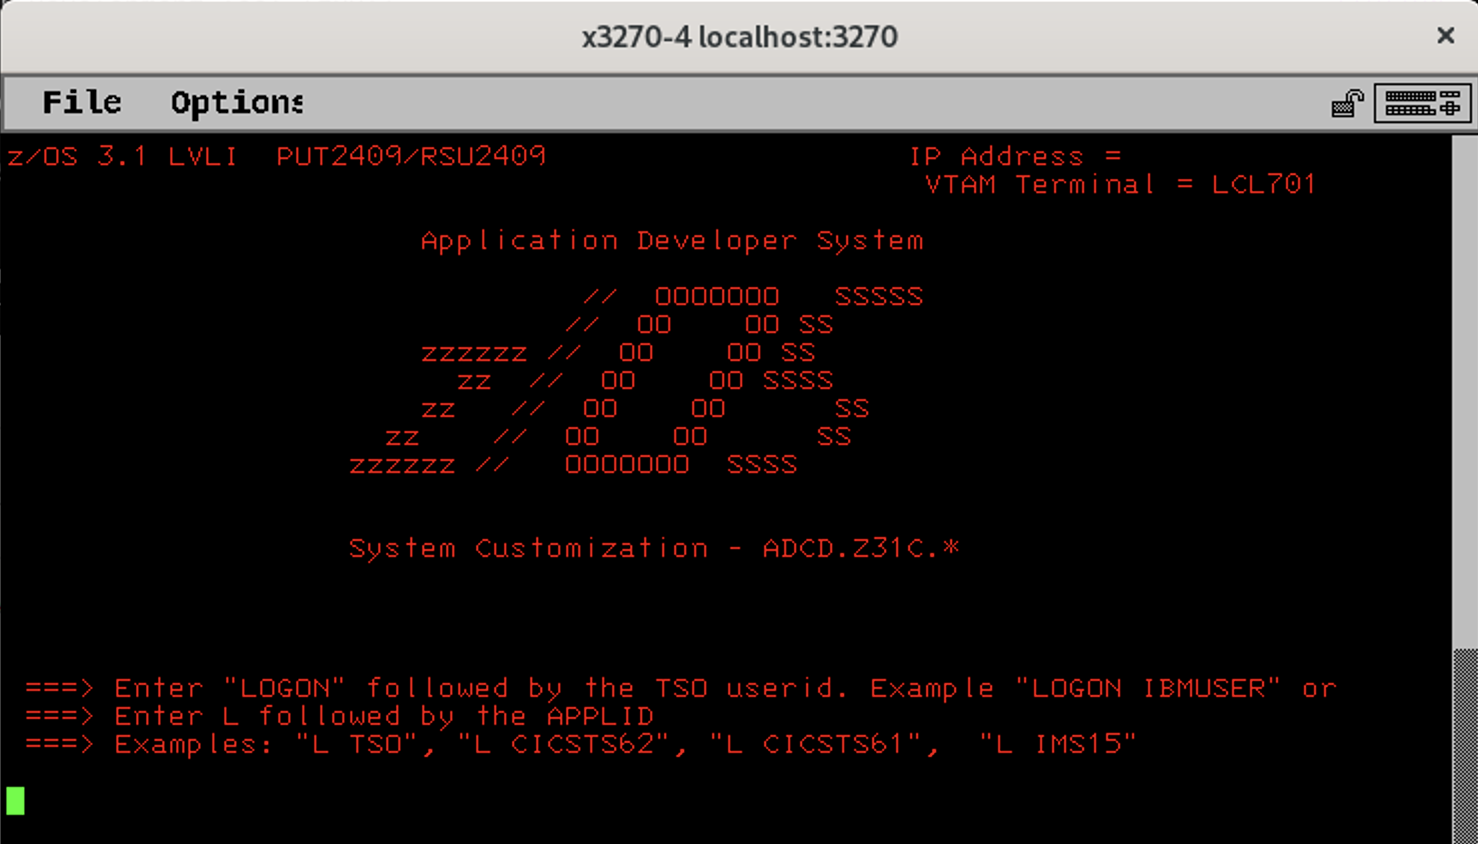 x3270-4 localhost:3270
File Options
z/OS 3.1 LVLI PUT2409/RSU2409 IP Address =
VTAM Terminal = LCL701
Application Developer System
// OOOOOOO SSSSS
// OO OO SS
zzzzzz // OO OO SS
zz // OO OO SSSS
zz // OO OO SS
zz // OO OO SS
zzzzzz // OOOOOOO SSSS
System Customization - ADCD.Z31C.*
===> Enter "LOGON" followed by the TSO userid. Example "LOGON IBMUSER" or
===> Enter L followed by the APPLID
===> Examples: "L TSO", "L CICSTS62", "L CICSTS61", "L IMS15"